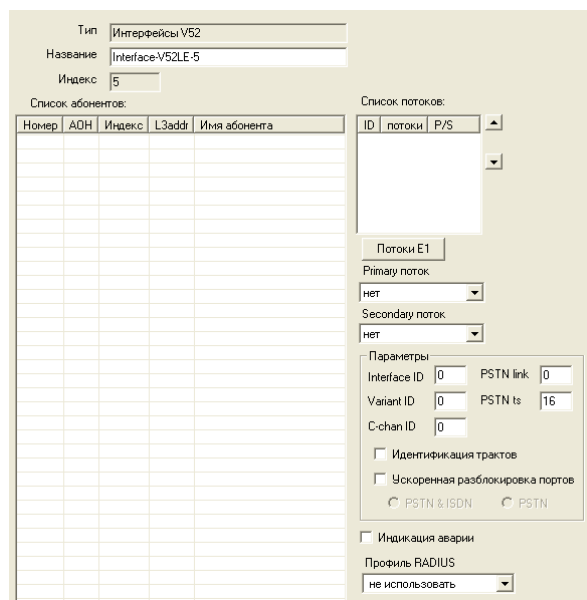 Тип Интерфейсы V52
Название Interface-V52LE-5
Индекс 5
Список абонентов:
Номер АОН Индекс L3addr Имя абонента
Список потоков:
ID потоки P/S
Потоки E1
Primary поток
нет
Secondary поток
нет
Параметры
Interface ID 0 PSTN link 0
Variant ID 0 PSTN ts 16
C-chan ID 0
Идентификация трактов
Ускоренная разблокировка портов
PSTN & ISDN PSTN
Индикация аварии
Профиль RADIUS
не использовать